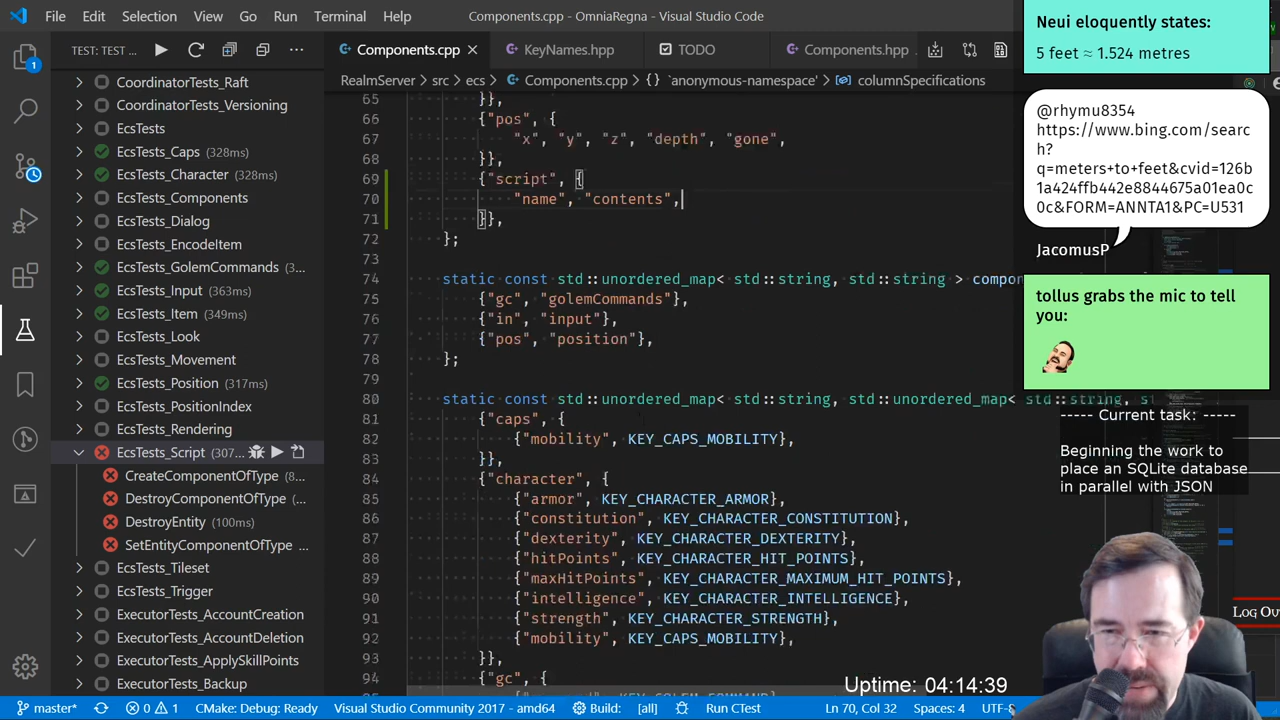 File Edit Selection View Go Run Terminal Help Components.cpp - OmniaRegna - Visual Studio Code
TEST: TEST ...
Components.cpp KeyNames.hpp TODO Components.hpp
RealmServer > src > ecs > Components.cpp > {} `anonymous-namespace' > columnSpecifications
CoordinatorTests_Raft
CoordinatorTests_Versioning
EcsTests
EcsTests_Caps (328ms)
EcsTests_Character (328ms)
EcsTests_Components
EcsTests_Dialog
EcsTests_EncodeItem
EcsTests_GolemCommands (3...
EcsTests_Input (363ms)
EcsTests_Item (349ms)
EcsTests_Look
EcsTests_Movement
EcsTests_Position (317ms)
EcsTests_PositionIndex
EcsTests_Rendering
EcsTests_Script (307...
CreateComponentOfType (8...
DestroyComponentOfType (...
DestroyEntity (100ms)
SetEntityComponentOfType ...
EcsTests_Tileset
EcsTests_Trigger
ExecutorTests_AccountCreation
ExecutorTests_AccountDeletion
ExecutorTests_ApplySkillPoints
ExecutorTests_Backup
65 }},
66 {"pos", {
67 "x", "y", "z", "depth", "gone",
68 }},
69 {"script", {
70 "name", "contents",
71 }},
72 };
73
74 static const std::unordered_map< std::string, std::string > compon
75 {"gc", "golemCommands"},
76 {"in", "input"},
77 {"pos", "position"},
78 };
79
80 static const std::unordered_map< std::string, std::unordered_map< std::string,
81 {"caps", {
82 {"mobility", KEY_CAPS_MOBILITY},
83 }},
84 {"character", {
85 {"armor", KEY_CHARACTER_ARMOR},
86 {"constitution", KEY_CHARACTER_CONSTITUTION},
87 {"dexterity", KEY_CHARACTER_DEXTERITY},
88 {"hitPoints", KEY_CHARACTER_HIT_POINTS},
89 {"maxHitPoints", KEY_CHARACTER_MAXIMUM_HIT_POINTS},
90 {"intelligence", KEY_CHARACTER_INTELLIGENCE},
91 {"strength", KEY_CHARACTER_STRENGTH},
92 {"mobility", KEY_CAPS_MOBILITY},
93 }},
94 {"gc", {
Neui eloquently states:
5 feet ≈ 1.524 metres
@rhymu8354
https://www.bing.com/searc
h?
q=meters+to+feet&cvid=126b
1a424ffb442e8844675a01ea0c
0c&FORM=ANNTA1&PC=U531
JacomusP
tollus grabs the mic to tell
you:
----- Current task: -----
Beginning the work to
place an SQLite database
in parallel with JSON
Log Ou
Uptime: 04:14:39
master* 0 1 CMake: Debug: Ready Visual Studio Community 2017 - amd64 Build: [all] Run CTest Ln 70, Col 32 Spaces: 4 UTF-8